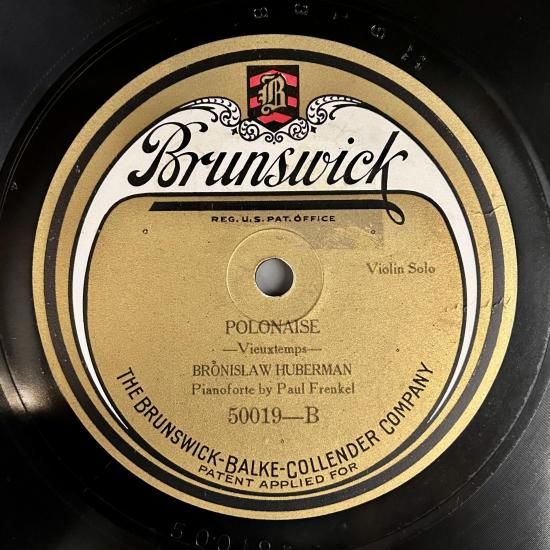 B
Brunswick
REG. U.S. PAT. OFFICE
Violin Solo
POLONAISE
—Vieuxtemps—
BRONISLAW HUBERMAN
Pianoforte by Paul Frenkel
50019—B
THE BRUNSWICK-BALKE-COLLENDER COMPANY
PATENT APPLIED FOR